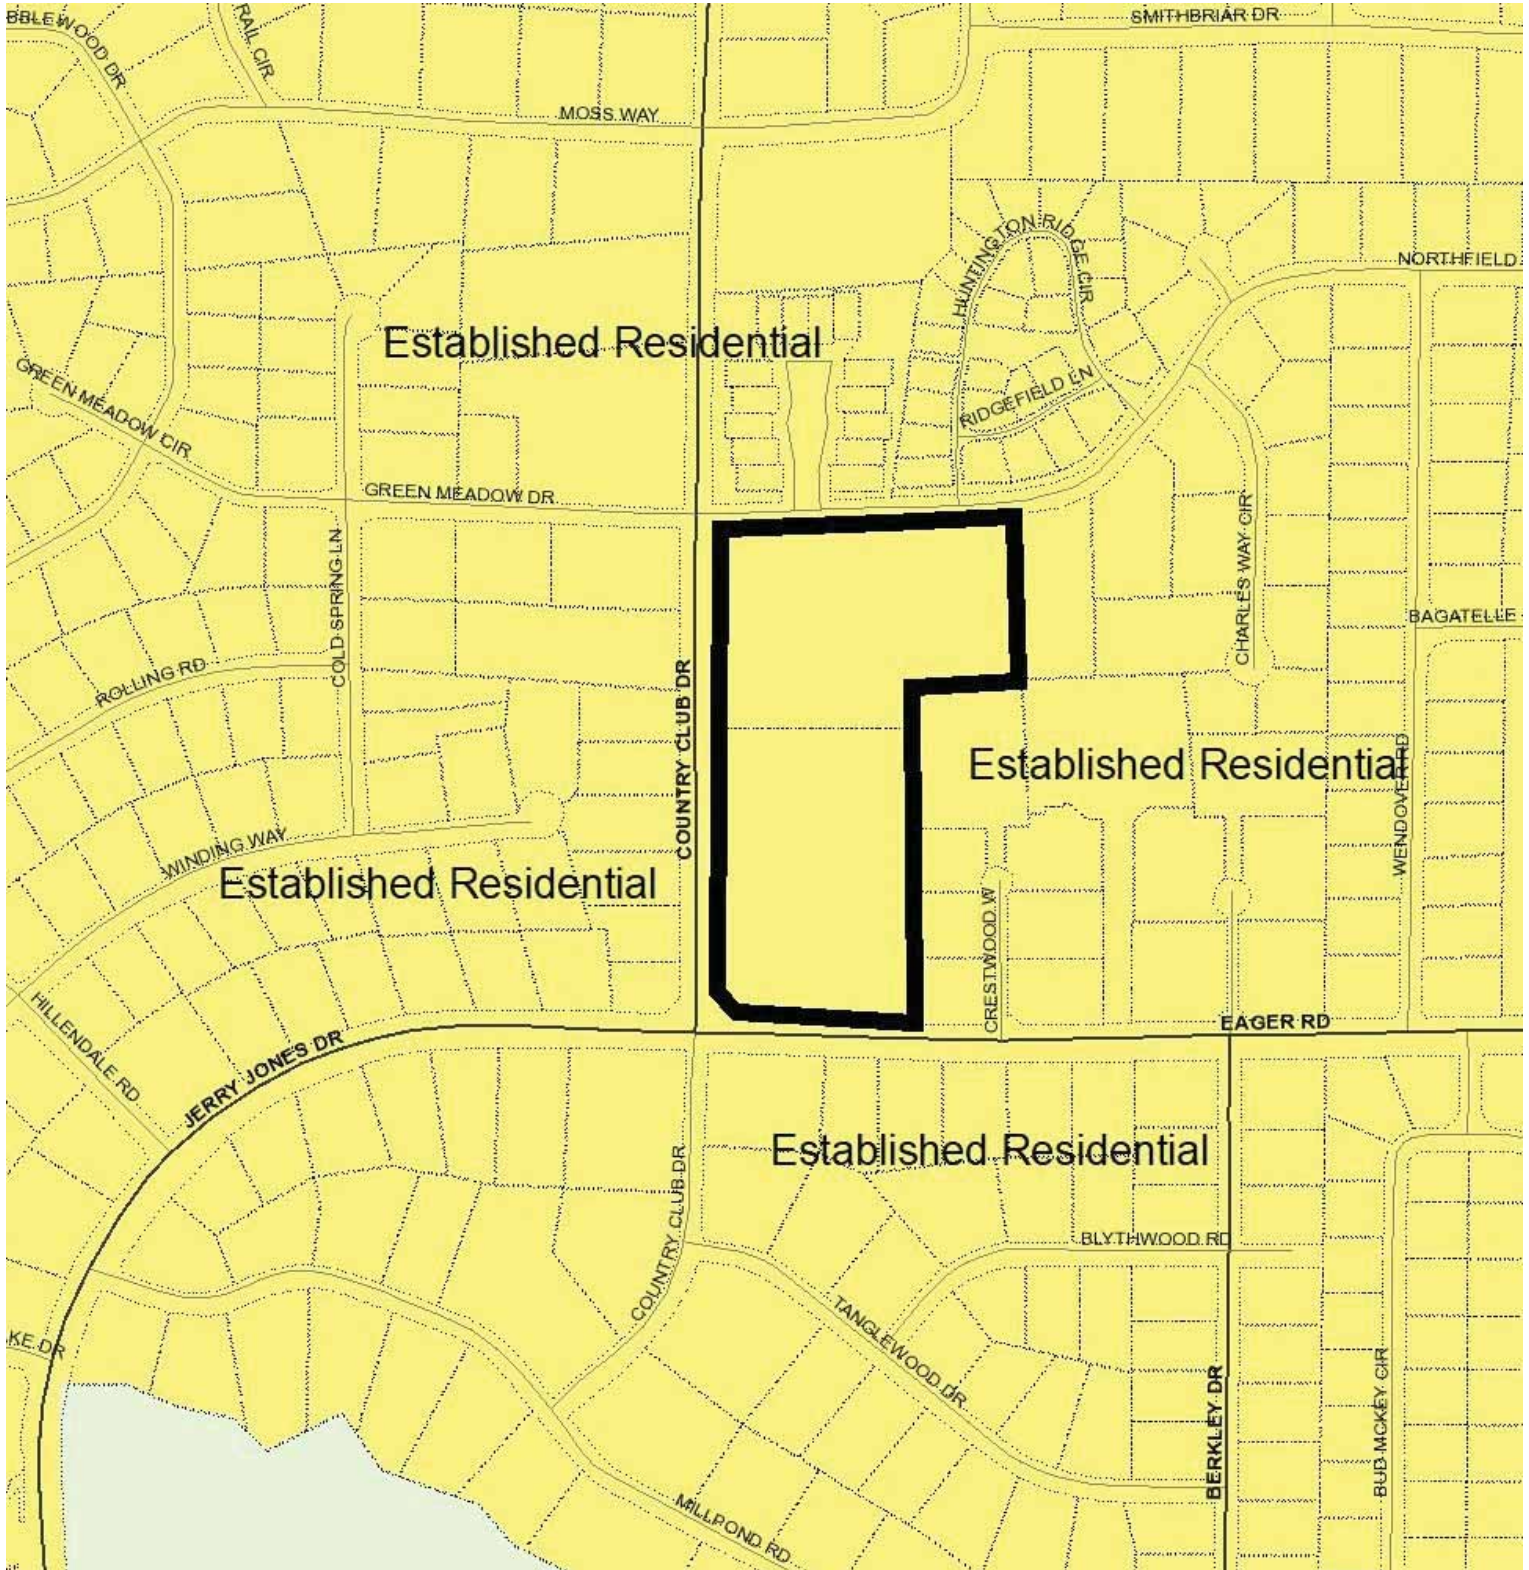 SMITHBRIAR DR
BBLEWOOD DR
RAIL CIR
MOSS WAY
HUNTINGTON RIDGE CIR
NORTHFIELD
Established Residential
GREEN MEADOW CIR
RIDGEFIELD LN
GREEN MEADOW DR
CHARLES WAY CIR
COLD SPRING LN
BAGATELLE
ROLLING RD
COUNTRY CLUB DR
Established Residential
WENDOVER RD
WINDING WAY
Established Residential
CRESTWOOD W
HILLENDALE RD
EAGER RD
JERRY JONES DR
Established Residential
COUNTRY CLUB DR
BLYTHWOOD RD
TANGLEWOOD DR
KE DR
BERKLEY DR
BUD MCKEY CIR
MILLPOND RD